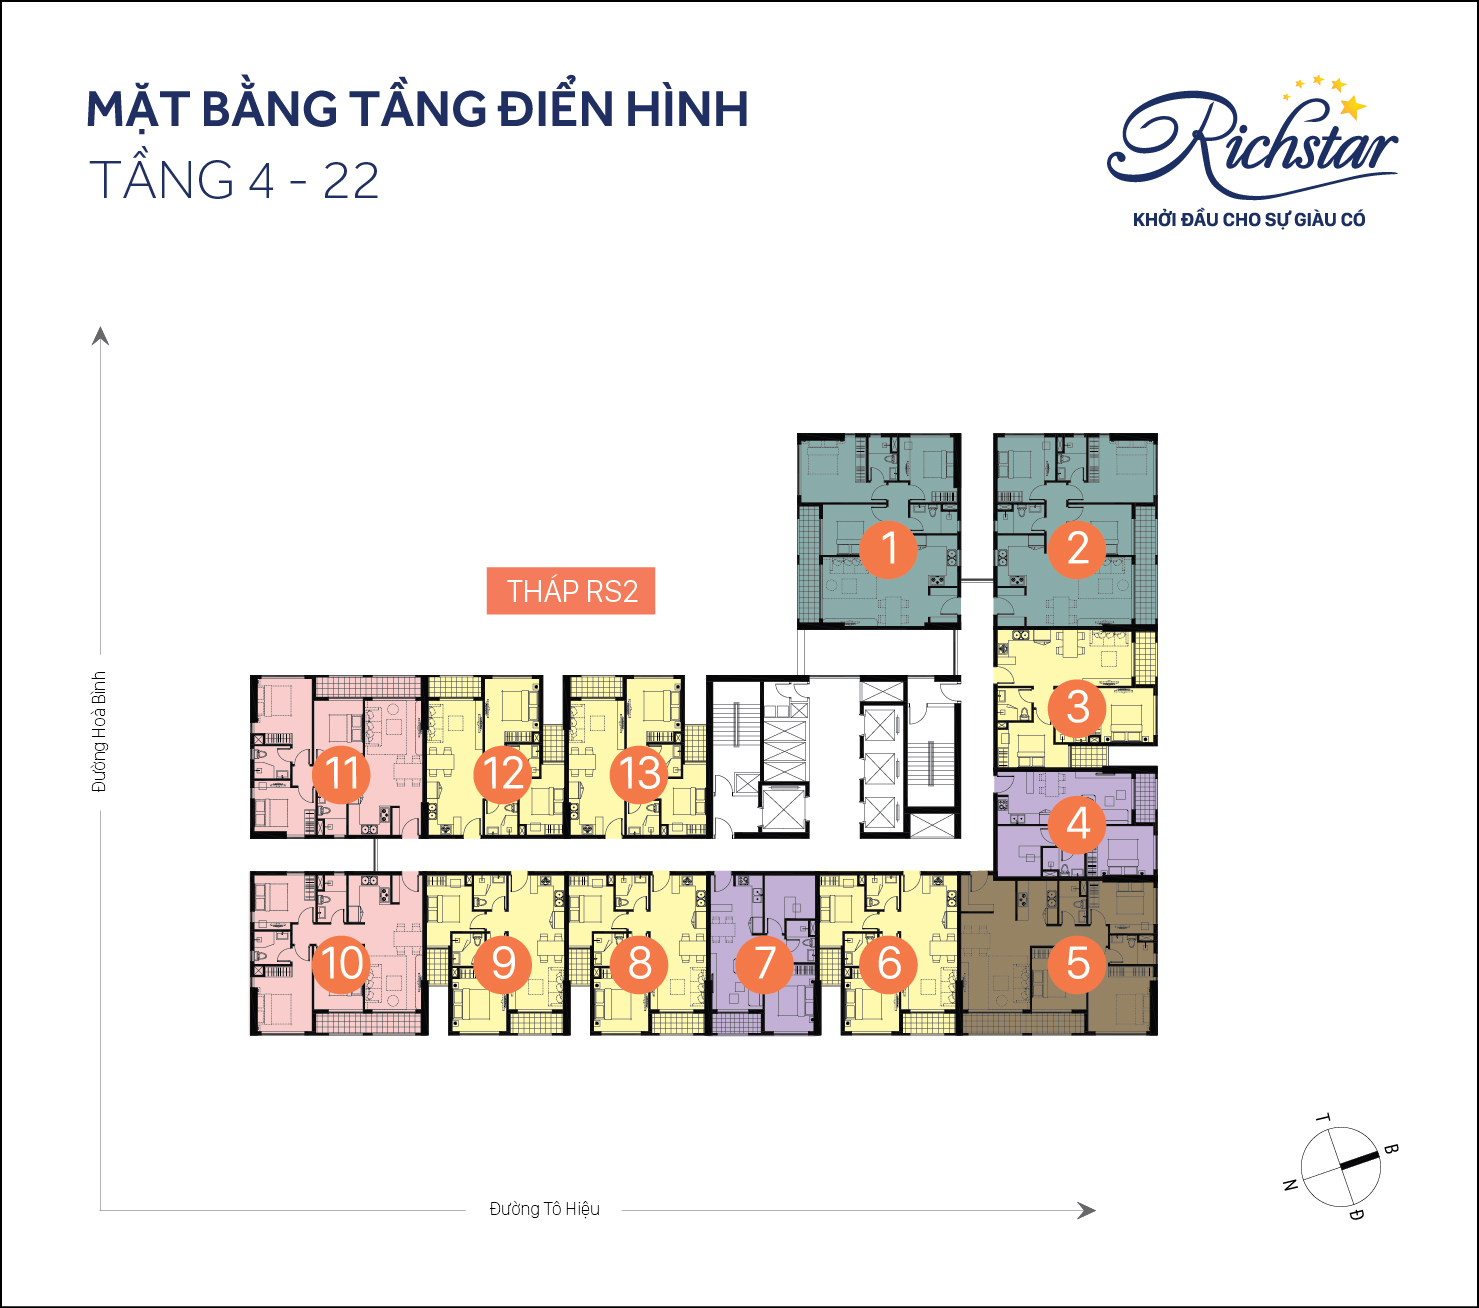 MẶT BẰNG TẦNG ĐIỂN HÌNH
TẦNG 4 - 22
Richstar
KHỞI ĐẦU CHO SỰ GIÀU CÓ
Đường Hoà Bình
THÁP RS2
1
2
3
4
5
6
7
8
9
10
11
12
13
Đường Tô Hiệu
T
B
N
Đ